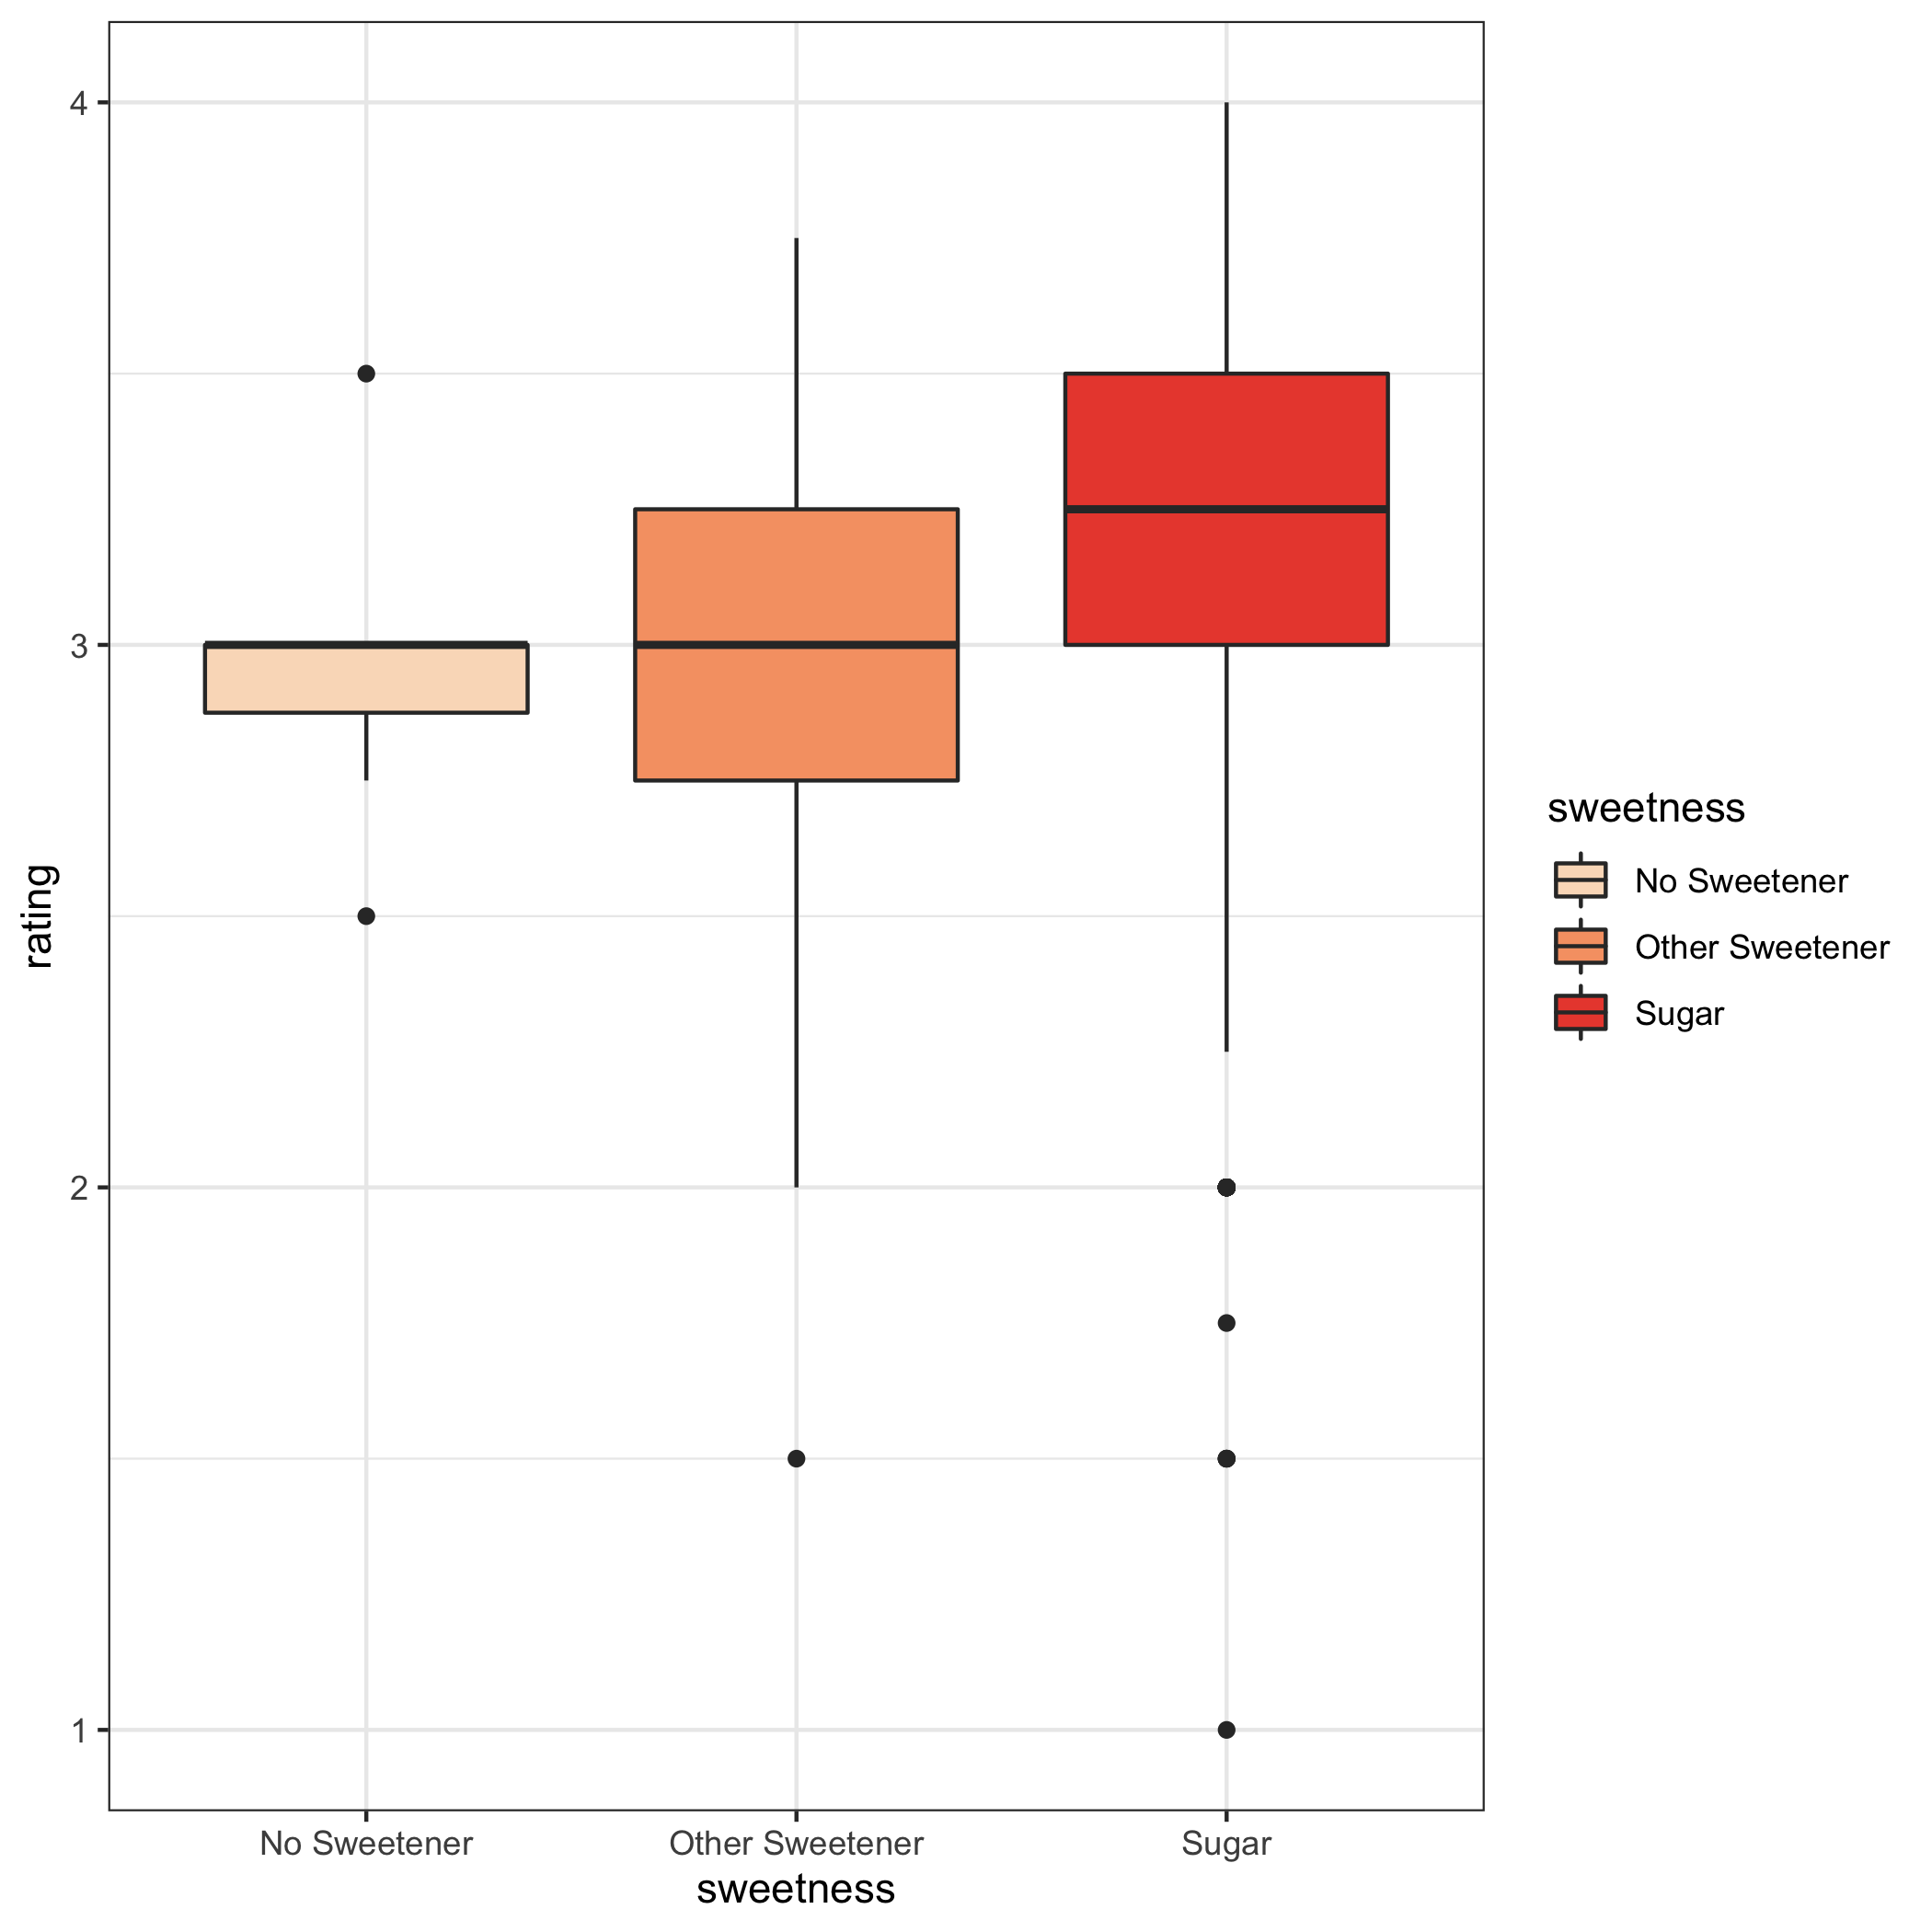 4
3
2
1
rating
No Sweetener
Other Sweetener
Sugar
sweetness
sweetness
No Sweetener
Other Sweetener
Sugar